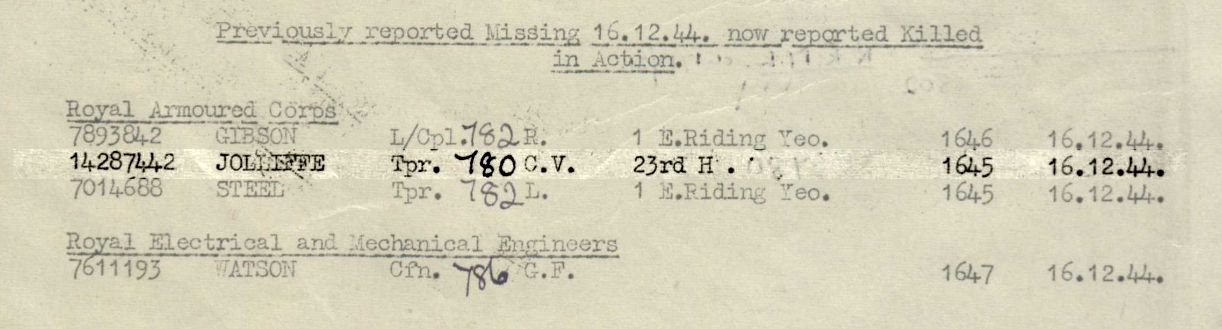 Previously reported Missing 16.12.44. now reported Killed
in Action.
Royal Armoured Corps
7893842 GIBSON L/Cpl. 782 R. 1 E.Riding Yeo. 1646 16.12.44.
14287442 JOLLIFFE Tpr. 780 C.V. 23rd H . 1645 16.12.44.
7014688 STEEL Tpr. 782 L. 1 E.Riding Yeo. 1645 16.12.44.
Royal Electrical and Mechanical Engineers
7611193 WATSON Cfn. 786 G.F. 1647 16.12.44.